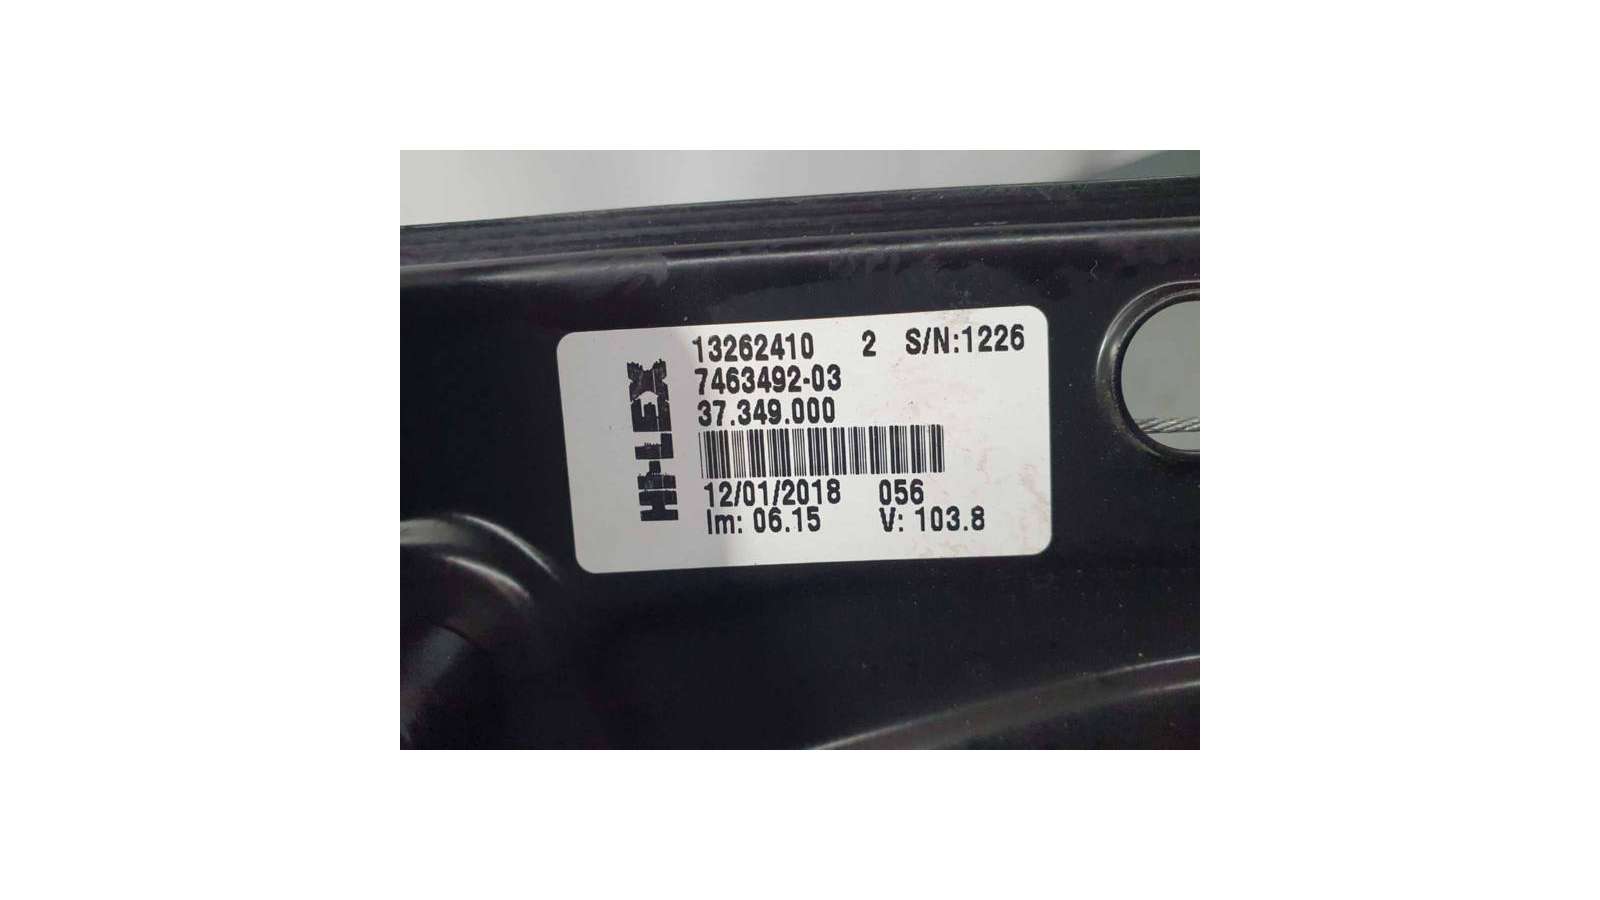 HI-LEX
13262410 2 S/N:1226
7463492-03
37.349.000
12/01/2018 056
Im: 06.15 V: 103.8